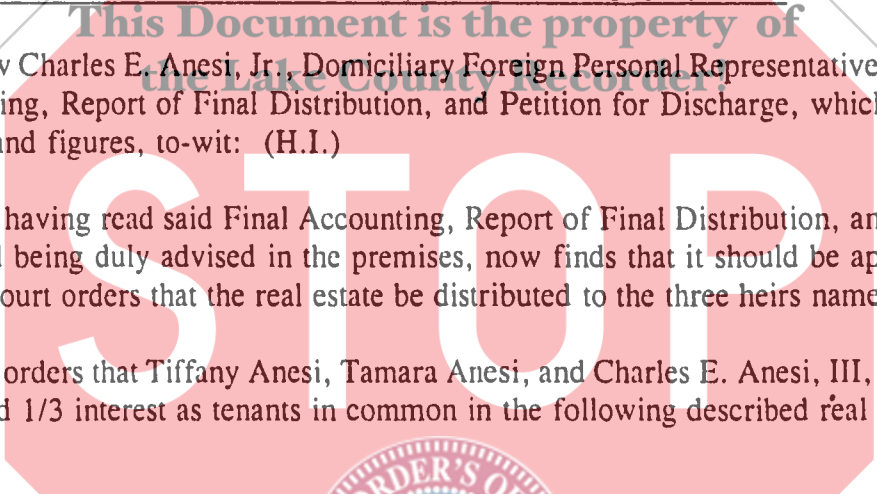 This Document is the property of
the Lake County Recorder!
w Charles E. Anesi, Jr., Domiciliary Foreign Personal Representative
ing, Report of Final Distribution, and Petition for Discharge, which
and figures, to-wit: (H.I.)
STOP
having read said Final Accounting, Report of Final Distribution, an
l being duly advised in the premises, now finds that it should be ap
ourt orders that the real estate be distributed to the three heirs name
orders that Tiffany Anesi, Tamara Anesi, and Charles E. Anesi, III,
d 1/3 interest as tenants in common in the following described real
RDER'S O